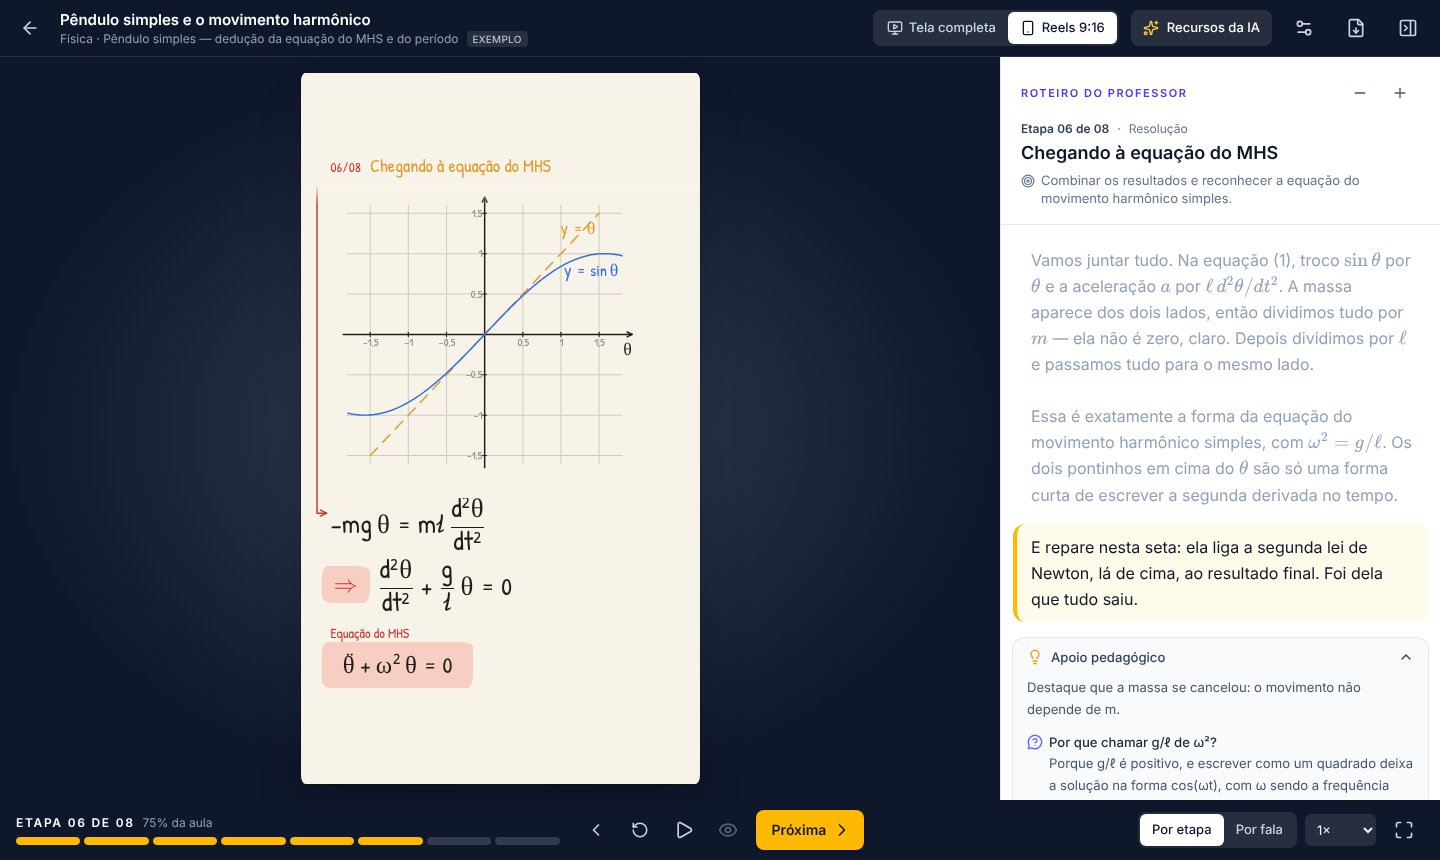 Pêndulo simples e o movimento harmônico
Física · Pêndulo simples — dedução da equação do MHS e do período EXEMPLO
Tela completa
Reels 9:16
Recursos da IA
06/08 Chegando à equação do MHS
1,5
y = θ
1
y = sin θ
0,5
−1,5 −1 −0,5 0,5 1 1,5
θ
−0,5
−1
−1,5
−mg θ = mℓ d²θ/dt²
⇒ d²θ/dt² + g/ℓ θ = 0
Equação do MHS
θ̈ + ω² θ = 0
ROTEIRO DO PROFESSOR
Etapa 06 de 08 · Resolução
Chegando à equação do MHS
Combinar os resultados e reconhecer a equação do
movimento harmônico simples.
Vamos juntar tudo. Na equação (1), troco sin θ por
θ e a aceleração a por ℓ d²θ/dt². A massa
aparece dos dois lados, então dividimos tudo por
m — ela não é zero, claro. Depois dividimos por ℓ
e passamos tudo para o mesmo lado.
Essa é exatamente a forma da equação do
movimento harmônico simples, com ω² = g/ℓ. Os
dois pontinhos em cima do θ são só uma forma
curta de escrever a segunda derivada no tempo.
E repare nesta seta: ela liga a segunda lei de
Newton, lá de cima, ao resultado final. Foi dela
que tudo saiu.
Apoio pedagógico
Destaque que a massa se cancelou: o movimento não
depende de m.
Por que chamar g/ℓ de ω²?
Porque g/ℓ é positivo, e escrever como um quadrado deixa
a solução na forma cos(ωt), com ω sendo a frequência
ETAPA 06 DE 08 75% da aula
Próxima
Por etapa
Por fala
1×